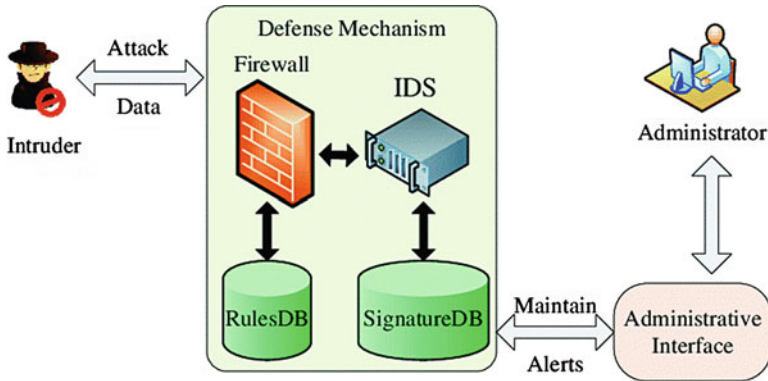 Defense Mechanism
Attack
Data
Intruder
Firewall
IDS
RulesDB
SignatureDB
Administrator
Maintain
Alerts
Administrative
Interface